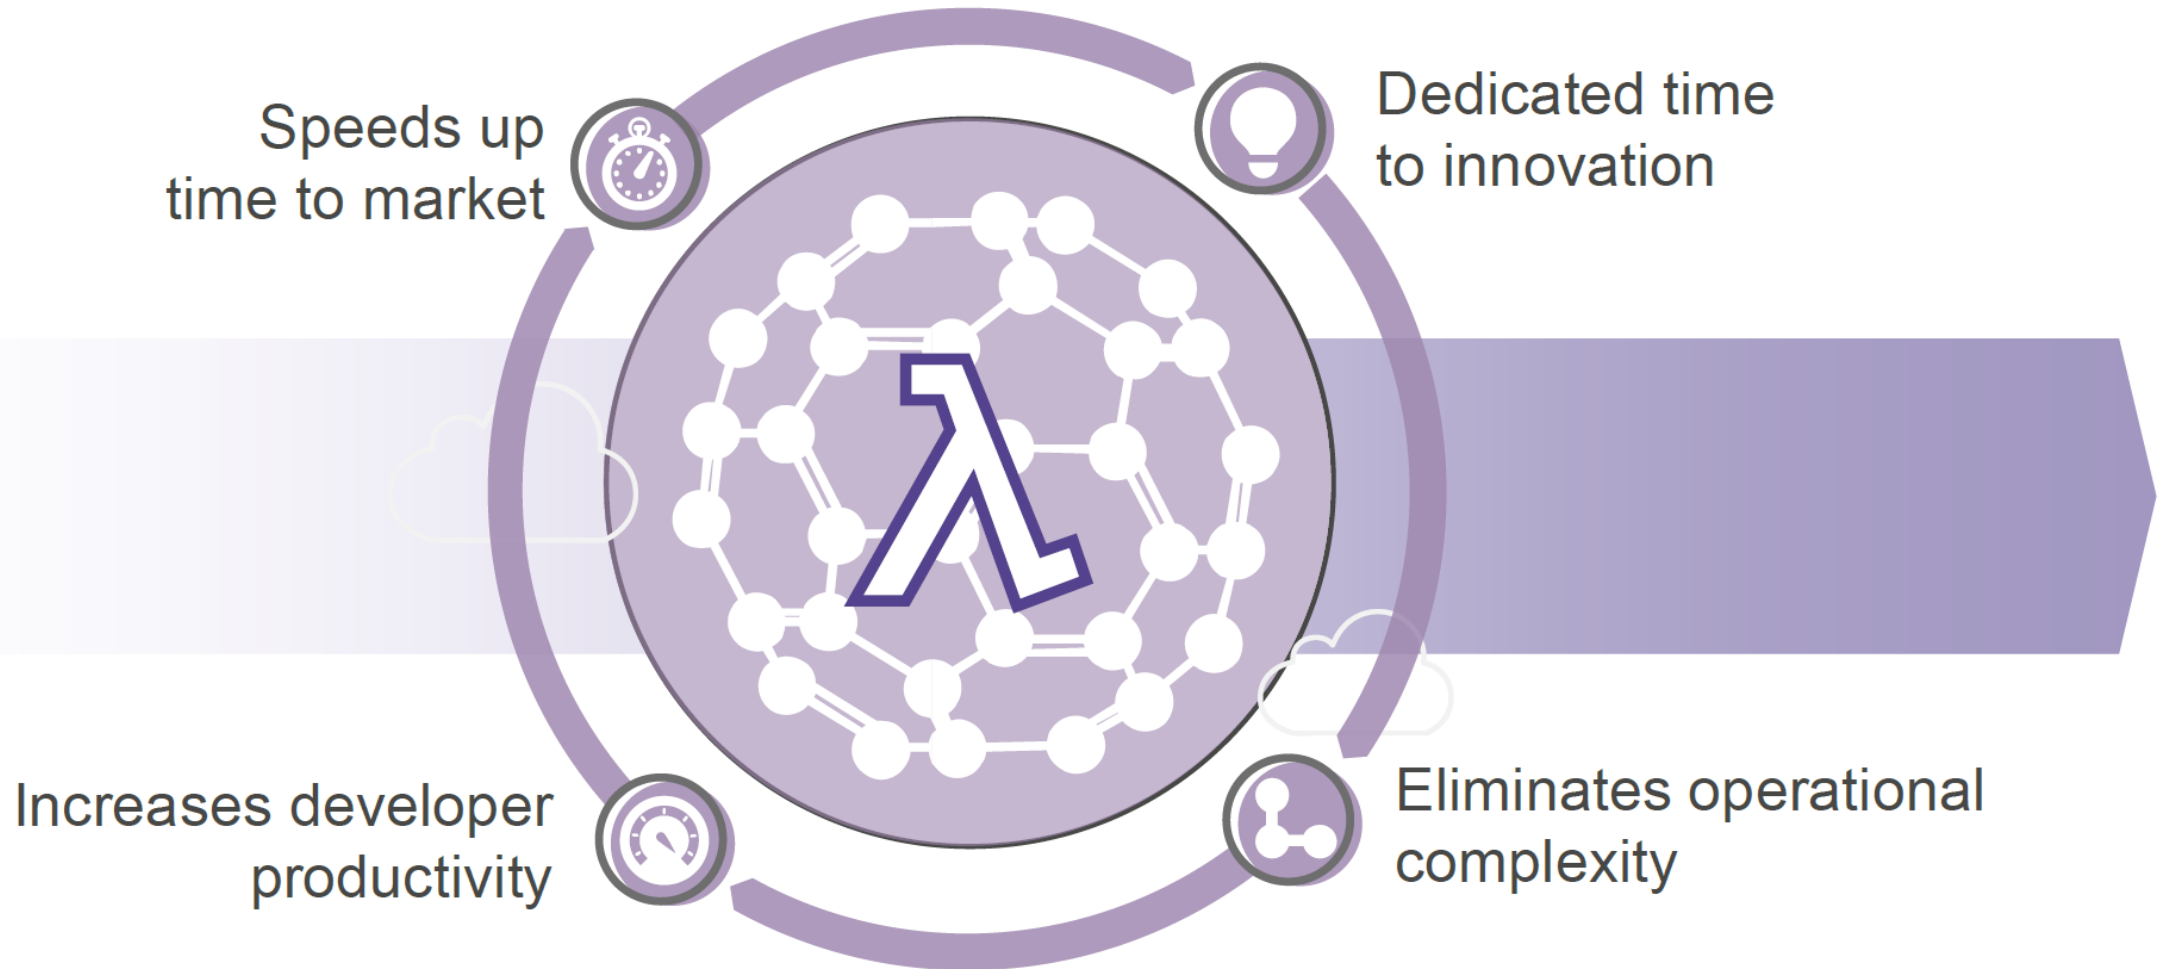 Speeds up
time to market
Dedicated time
to innovation
Increases developer
productivity
Eliminates operational
complexity
λ